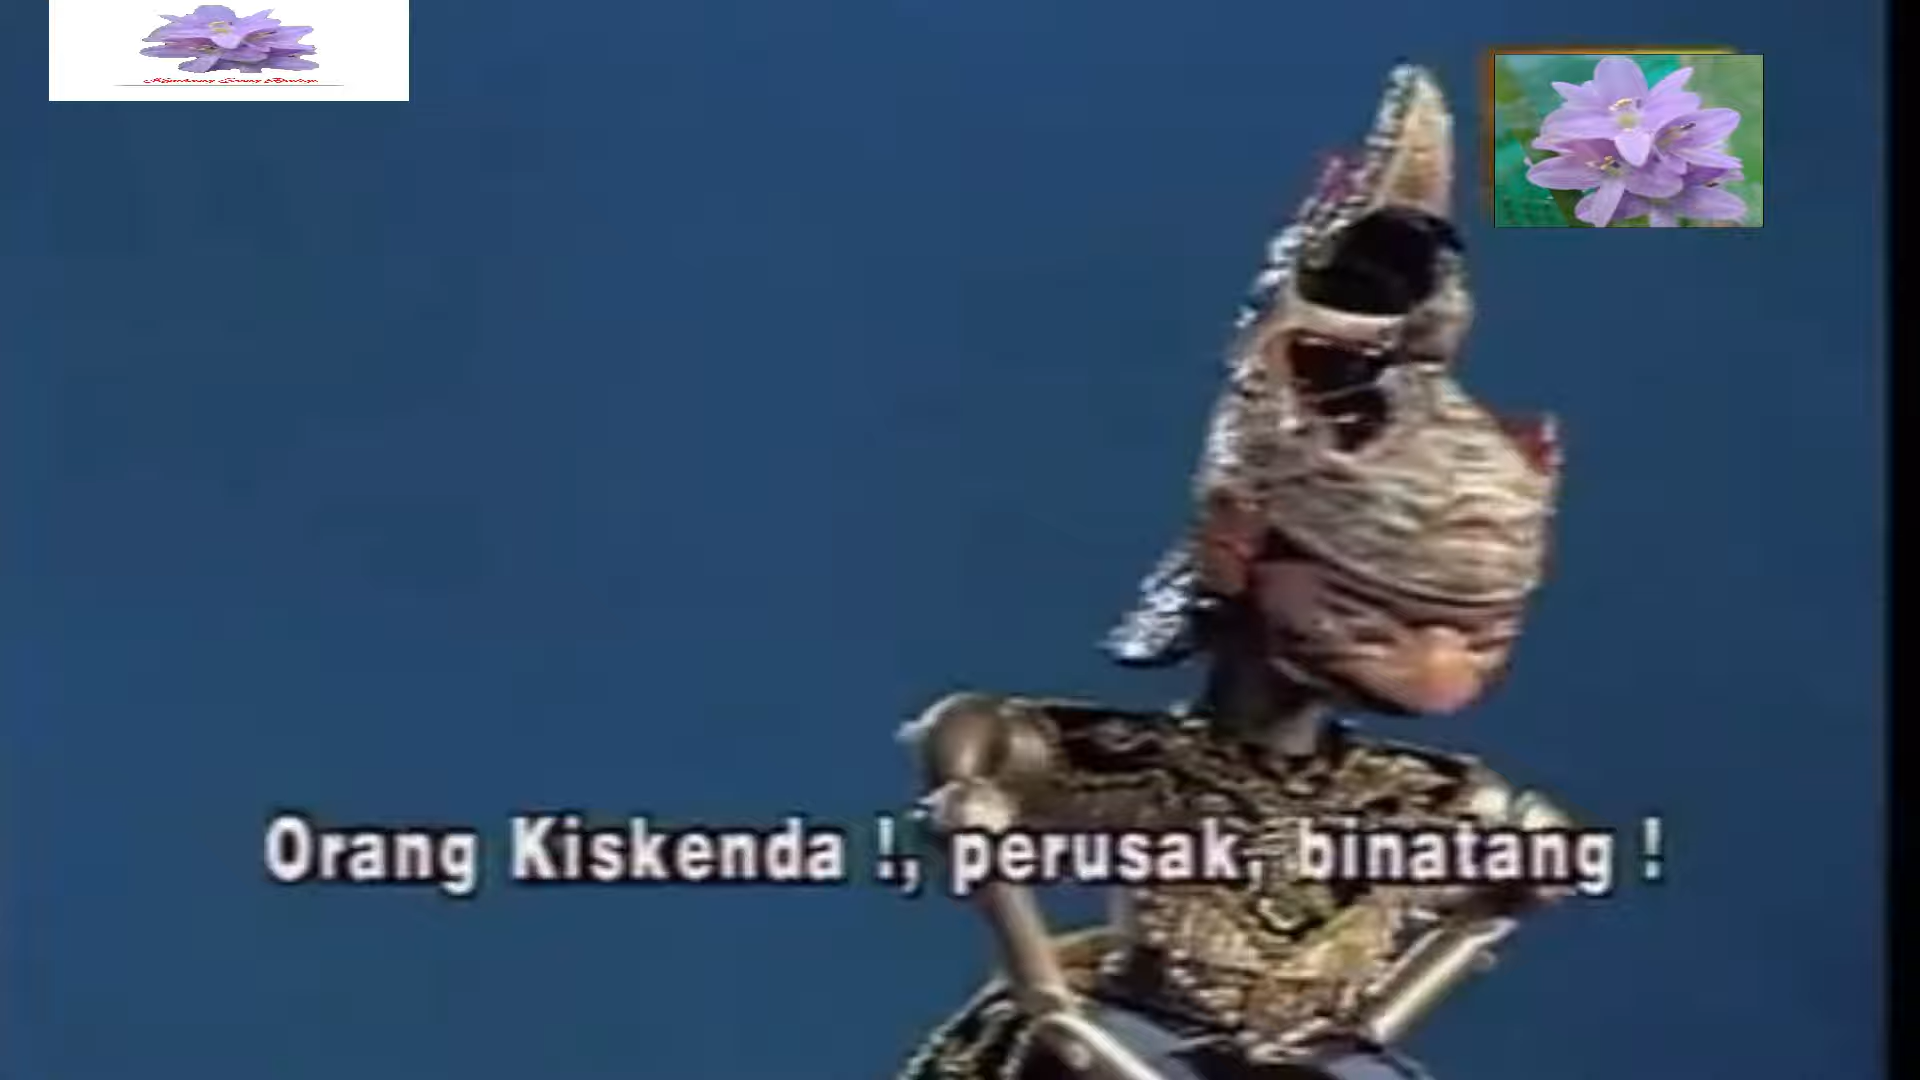 Orang Kiskenda !, perusak, binatang !